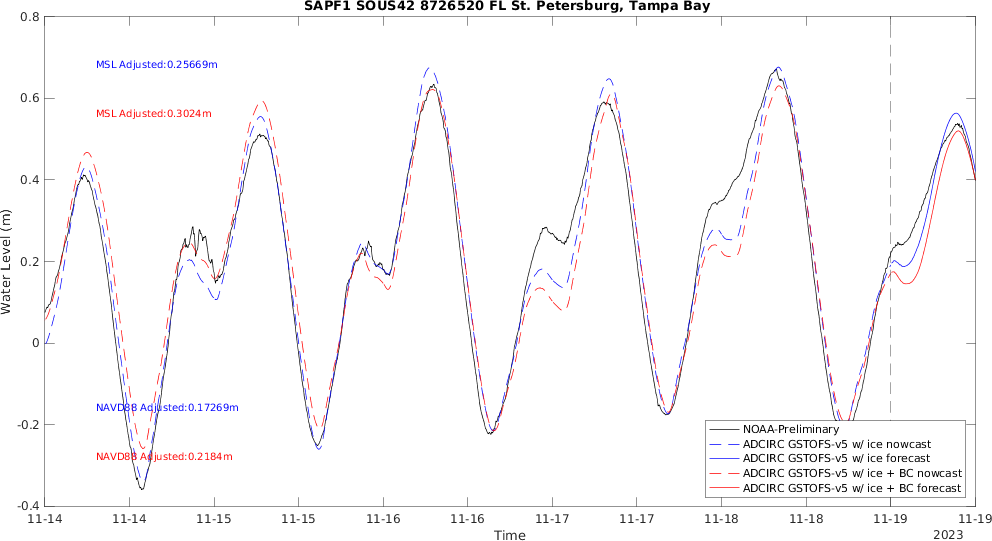 SAPF1 SOUS42 8726520 FL St. Petersburg, Tampa Bay
0.8
0.6
0.4
0.2
0
-0.2
-0.4
Water Level (m)
MSL Adjusted:0.25669m
MSL Adjusted:0.3024m
NAVD88 Adjusted:0.17269m
NAVD88 Adjusted:0.2184m
NOAA-Preliminary
ADCIRC GSTOFS-v5 w/ ice nowcast
ADCIRC GSTOFS-v5 w/ ice forecast
ADCIRC GSTOFS-v5 w/ ice + BC nowcast
ADCIRC GSTOFS-v5 w/ ice + BC forecast
11-14 11-14 11-15 11-15 11-16 11-16 11-17 11-17 11-18 11-18 11-19 11-19
Time
2023